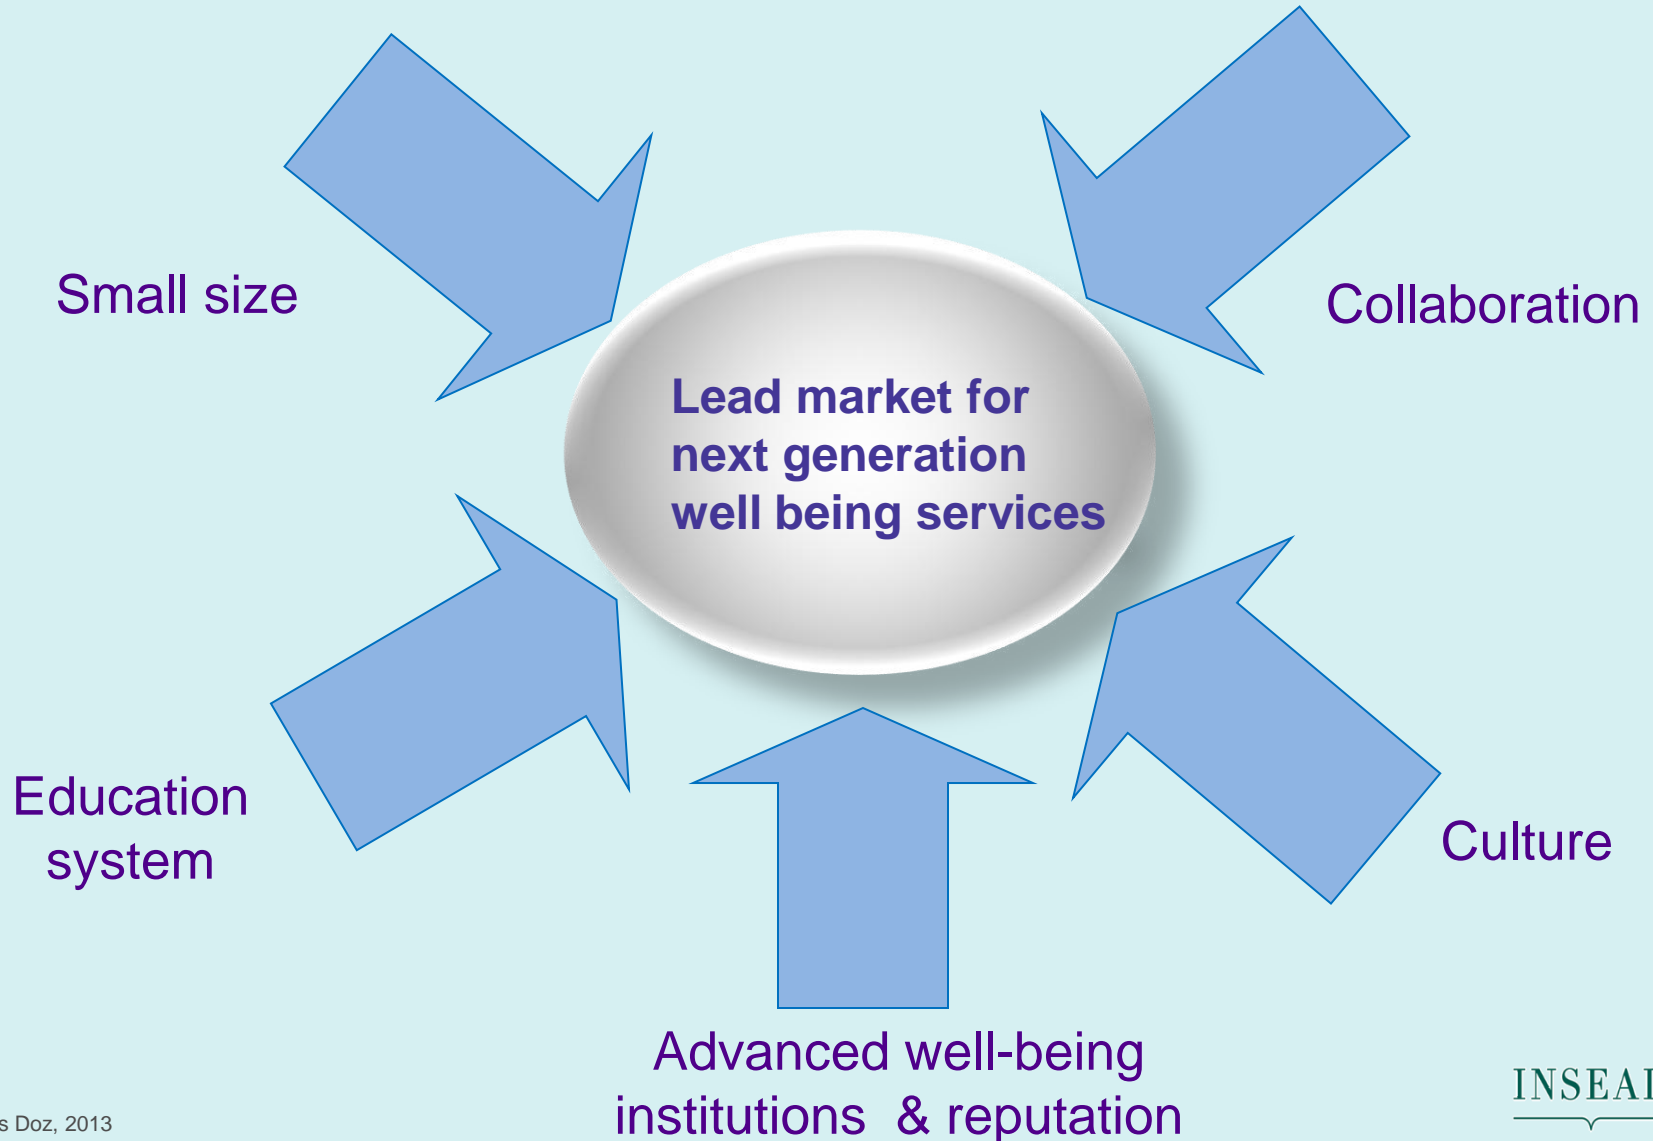 Small size
Collaboration
Lead market for
next generation
well being services
Education
system
Culture
Advanced well-being
institutions & reputation
s Doz, 2013
INSEAD